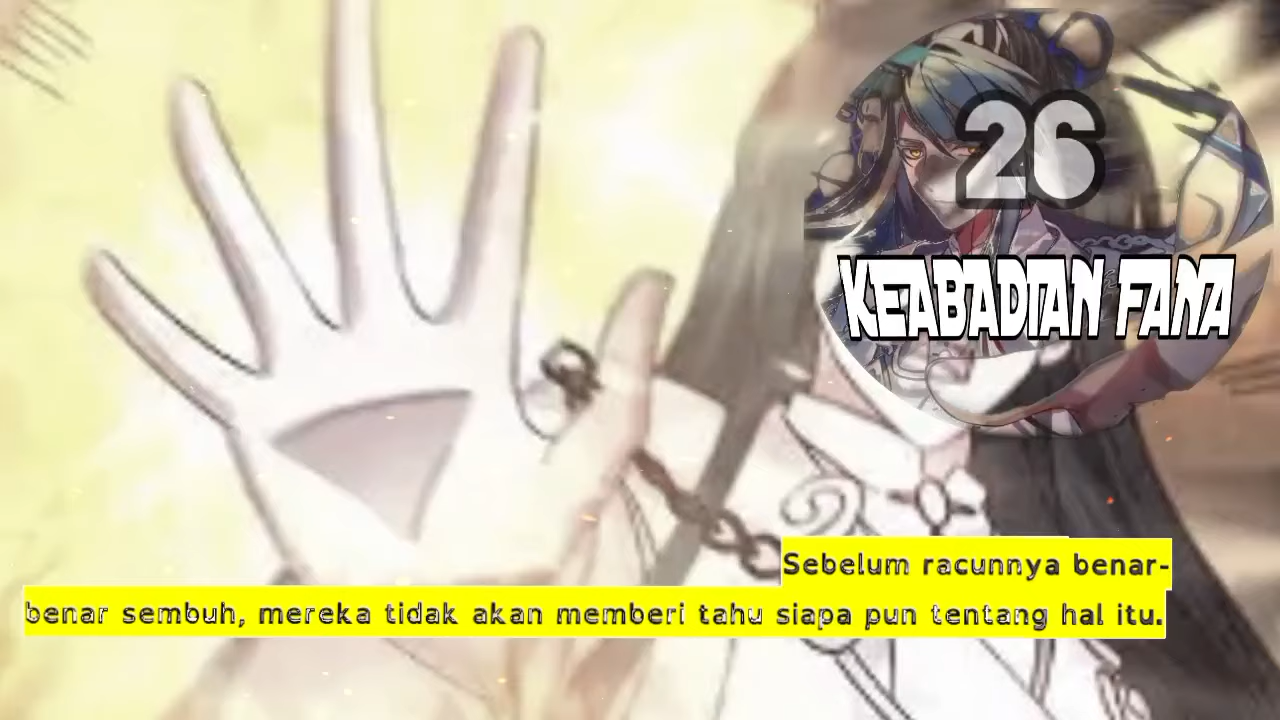 26
KEABADIAN FANA
Sebelum racunnya benar-
benar sembuh, mereka tidak akan memberi tahu siapa pun tentang hal itu.